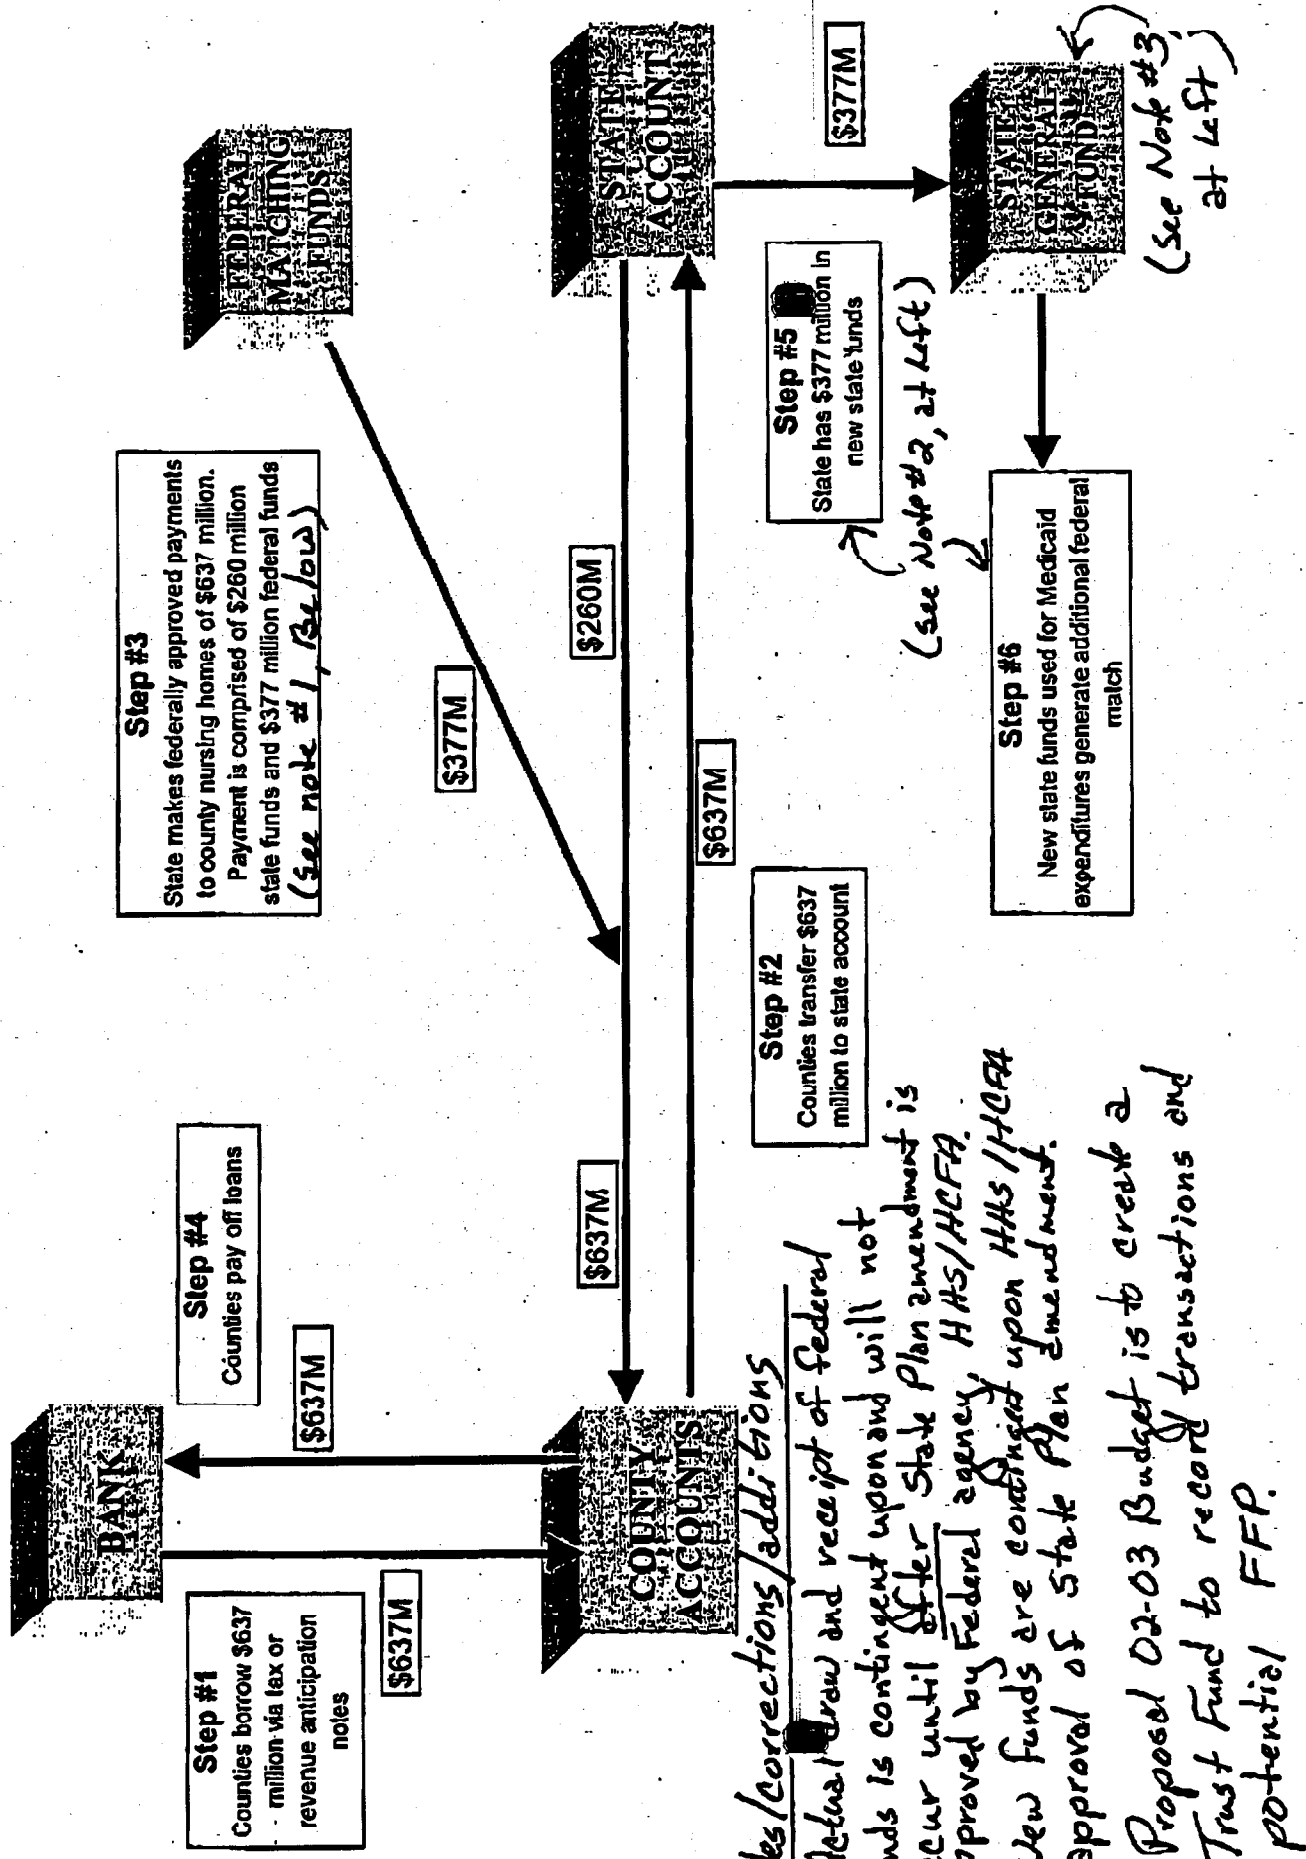 BANK
Step #1
Counties borrow $637
- million via tax or
revenue anticipation
notes
$637M
$637M
Step #4
Counties pay off loans
COUNTY
ACCOUNTS
$637M
Step #3
State makes federally approved payments
to county nursing homes of $637 million.
Payment is comprised of $260 million
state funds and $377 million federal funds
(see note #1, Below)
FEDERAL
MATCHING
FUNDS
$377M
$260M
$637M
STATE
ACCOUNT
Step #2
Counties transfer $637
million to state account
Step #5
State has $377 million in
new state funds
(see Note #2, at Left)
$377M
STATE
GENERAL
FUND
(see Note #3,
at Left)
Step #6
New state funds used for Medicaid
expenditures generate additional federal
match
/corrections/additions
draw and receipt of federal
is contingent upon and will not
until after State Plan amendment is
by Federal agency, HHS/HCFA.
funds are contingent upon HHS/HCFA
approval of State Plan amendment.
Proposal 02-03 Budget is to create a
Trust Fund to record transactions and
potential FFP.